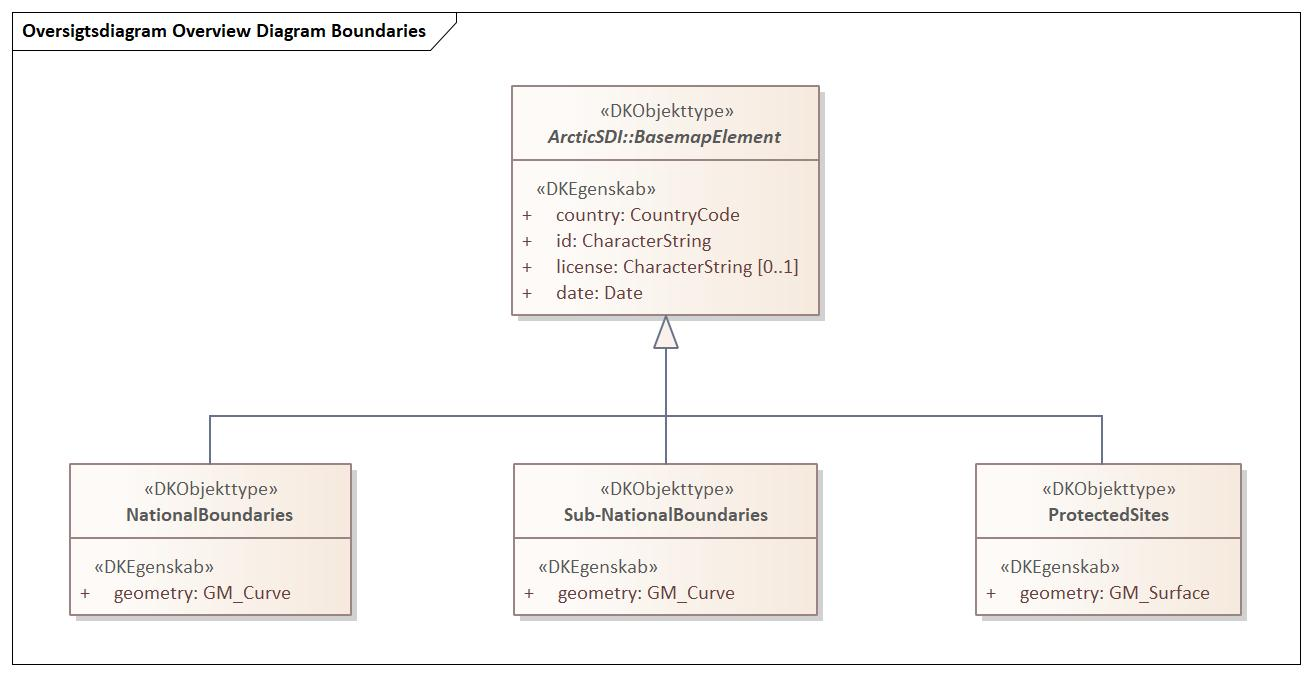 Oversigtsdiagram Overview Diagram Boundaries
«DKObjekttype»
ArcticSDI::BasemapElement
«DKEgenskab»
+ country: CountryCode
+ id: CharacterString
+ license: CharacterString [0..1]
+ date: Date
«DKObjekttype»
NationalBoundaries
«DKEgenskab»
+ geometry: GM_Curve
«DKObjekttype»
Sub-NationalBoundaries
«DKEgenskab»
+ geometry: GM_Curve
«DKObjekttype»
ProtectedSites
«DKEgenskab»
+ geometry: GM_Surface